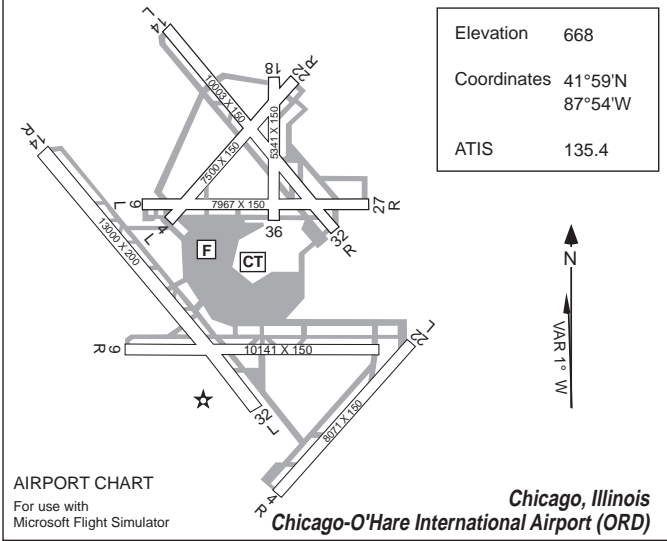 Elevation 668
Coordinates 41°59'N
87°54'W
ATIS 135.4
14
L
18
22
R
10003 X 150
5341 X 150
7500 X 150
14
R
9
L
7967 X 150
27
R
4
L
36
32
R
13000 X 200
F
CT
N
VAR 1° W
9
R
10141 X 150
22
L
32
L
8071 X 150
4
R
AIRPORT CHART
For use with
Microsoft Flight Simulator
Chicago, Illinois
Chicago-O'Hare International Airport (ORD)